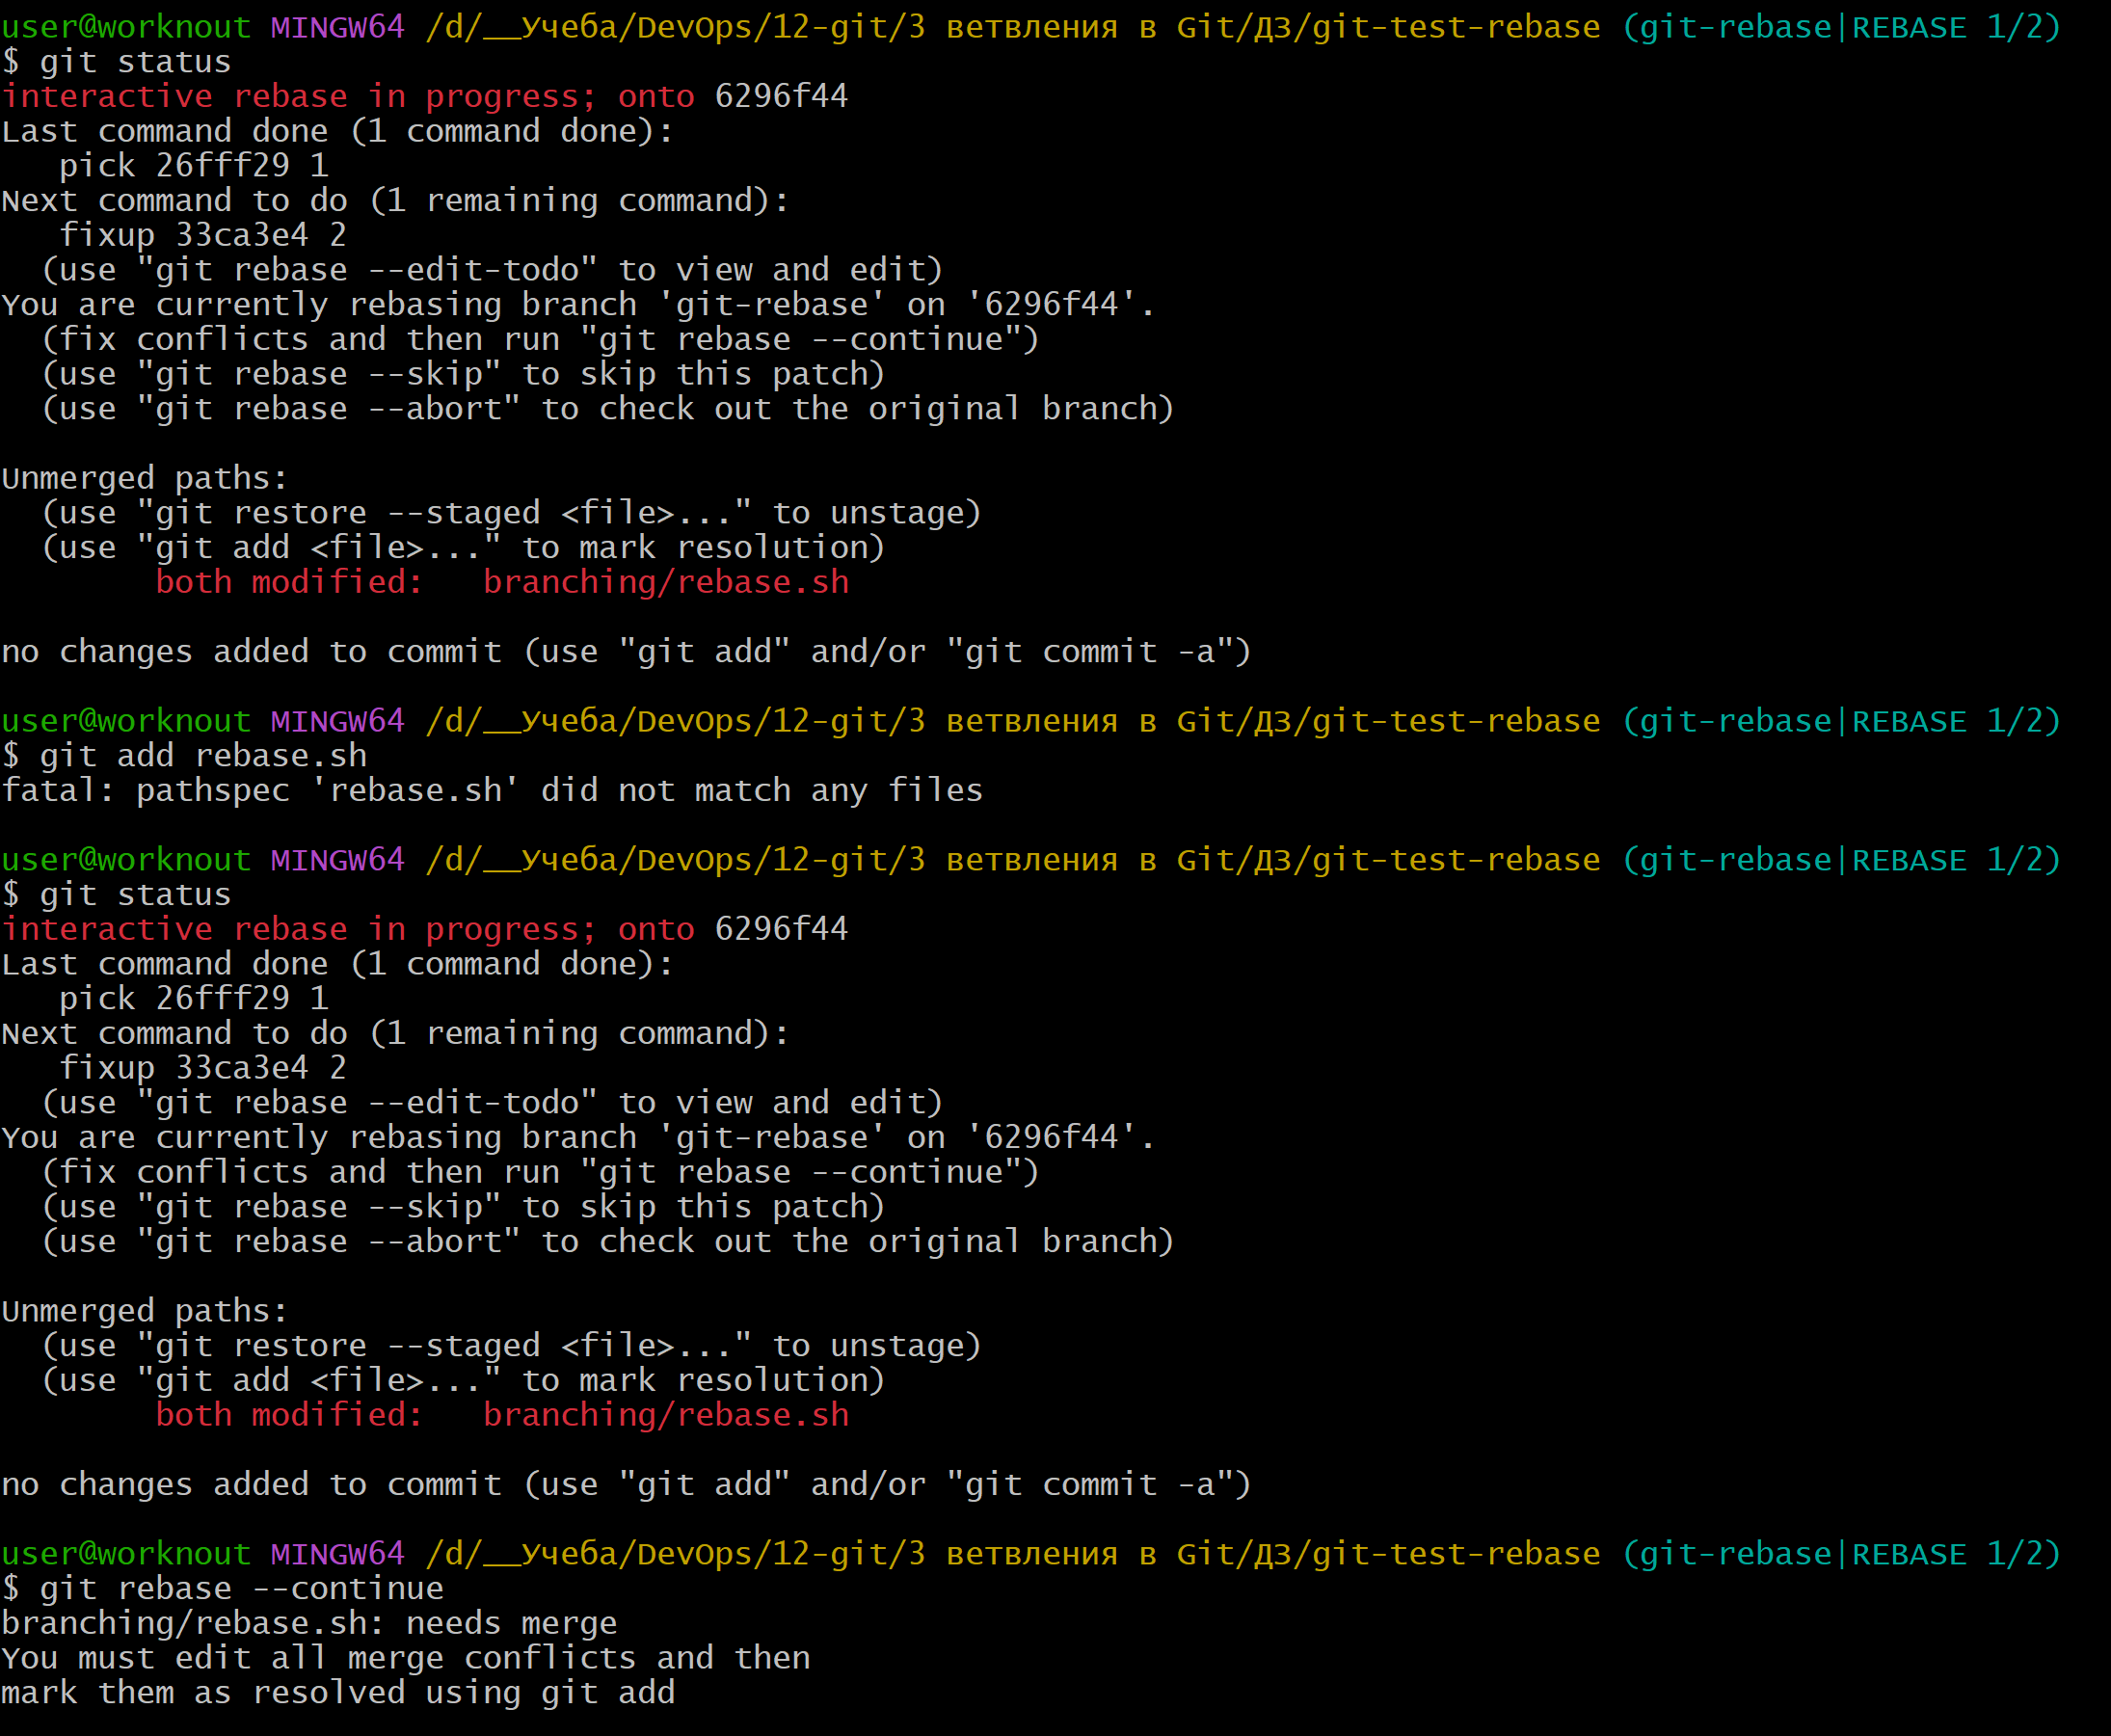 user@worknout MINGW64 /d/__Учеба/DevOps/12-git/3 ветвления в Git/ДЗ/git-test-rebase (git-rebase|REBASE 1/2)
$ git status
interactive rebase in progress; onto 6296f44
Last command done (1 command done):
   pick 26fff29 1
Next command to do (1 remaining command):
   fixup 33ca3e4 2
  (use "git rebase --edit-todo" to view and edit)
You are currently rebasing branch 'git-rebase' on '6296f44'.
  (fix conflicts and then run "git rebase --continue")
  (use "git rebase --skip" to skip this patch)
  (use "git rebase --abort" to check out the original branch)

Unmerged paths:
  (use "git restore --staged <file>..." to unstage)
  (use "git add <file>..." to mark resolution)
        both modified:   branching/rebase.sh

no changes added to commit (use "git add" and/or "git commit -a")

user@worknout MINGW64 /d/__Учеба/DevOps/12-git/3 ветвления в Git/ДЗ/git-test-rebase (git-rebase|REBASE 1/2)
$ git add rebase.sh
fatal: pathspec 'rebase.sh' did not match any files

user@worknout MINGW64 /d/__Учеба/DevOps/12-git/3 ветвления в Git/ДЗ/git-test-rebase (git-rebase|REBASE 1/2)
$ git status
interactive rebase in progress; onto 6296f44
Last command done (1 command done):
   pick 26fff29 1
Next command to do (1 remaining command):
   fixup 33ca3e4 2
  (use "git rebase --edit-todo" to view and edit)
You are currently rebasing branch 'git-rebase' on '6296f44'.
  (fix conflicts and then run "git rebase --continue")
  (use "git rebase --skip" to skip this patch)
  (use "git rebase --abort" to check out the original branch)

Unmerged paths:
  (use "git restore --staged <file>..." to unstage)
  (use "git add <file>..." to mark resolution)
        both modified:   branching/rebase.sh

no changes added to commit (use "git add" and/or "git commit -a")

user@worknout MINGW64 /d/__Учеба/DevOps/12-git/3 ветвления в Git/ДЗ/git-test-rebase (git-rebase|REBASE 1/2)
$ git rebase --continue
branching/rebase.sh: needs merge
You must edit all merge conflicts and then
mark them as resolved using git add